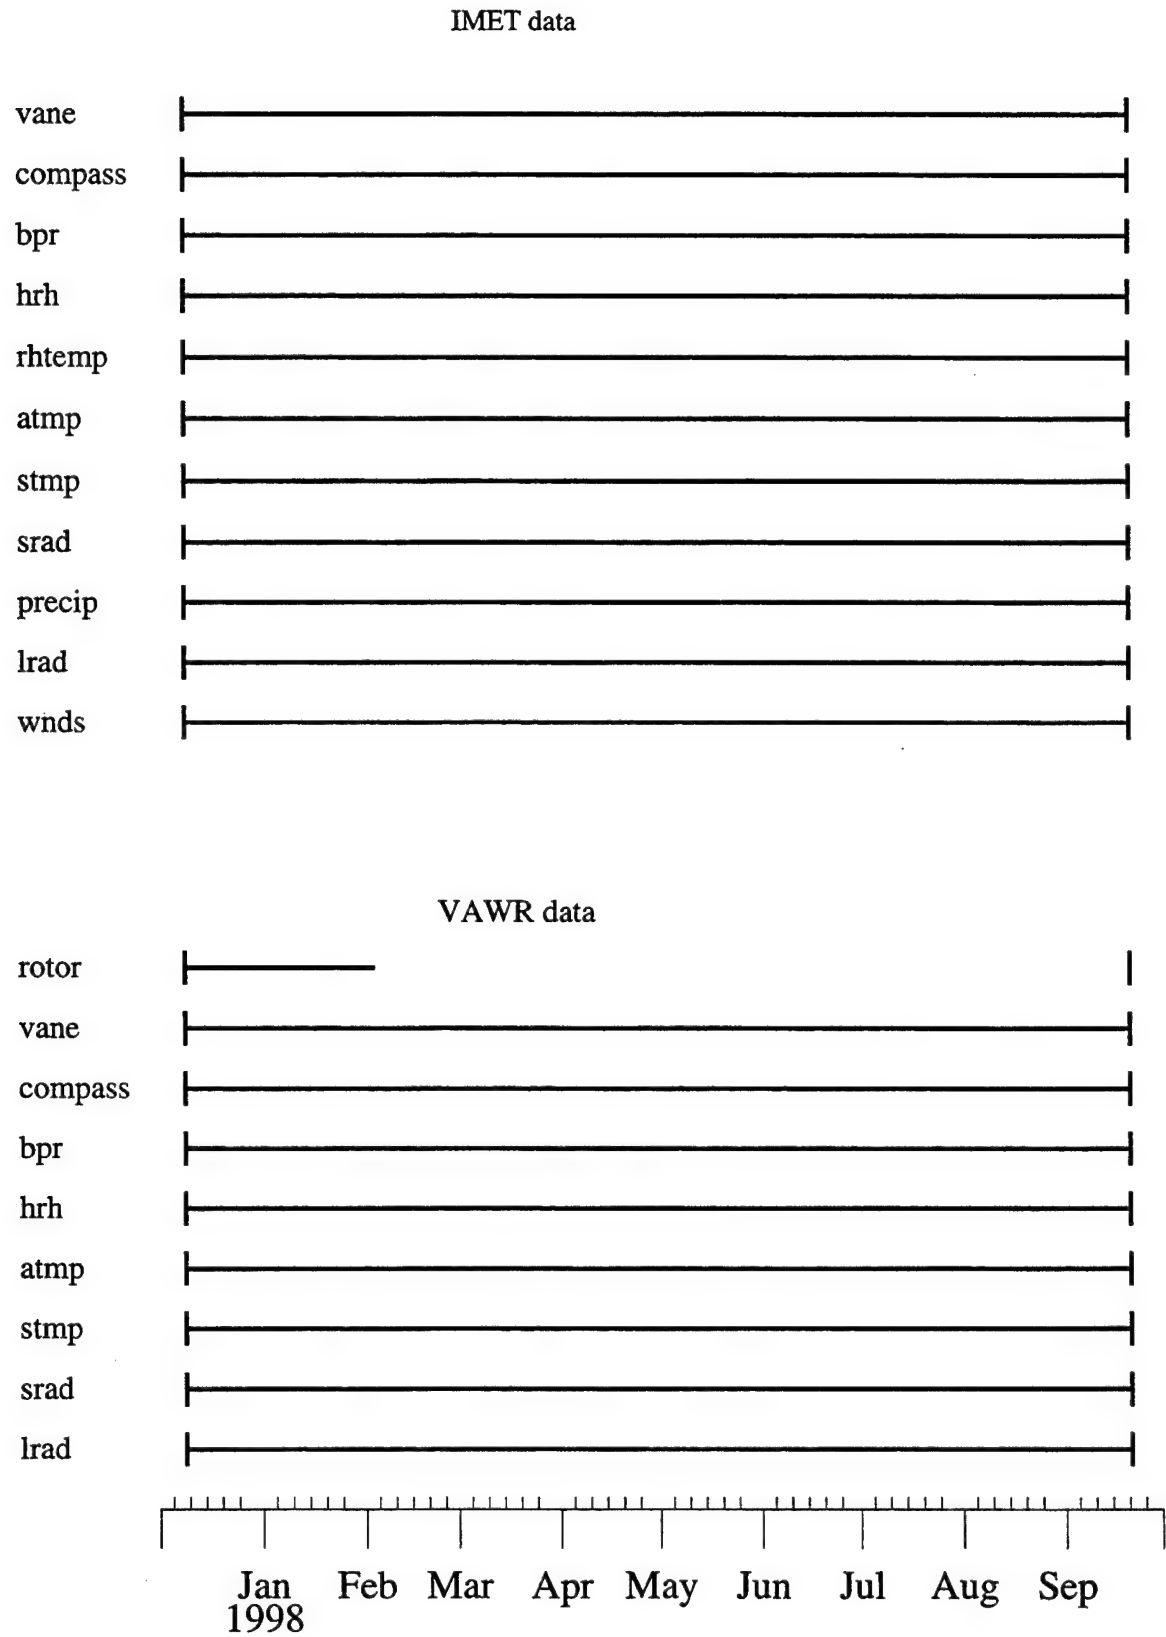 IMET data
vane
compass
bpr
hrh
rhtemp
atmp
stmp
srad
precip
lrad
wnds
VAWR data
rotor
vane
compass
bpr
hrh
atmp
stmp
srad
lrad
Jan Feb Mar Apr May Jun Jul Aug Sep
1998